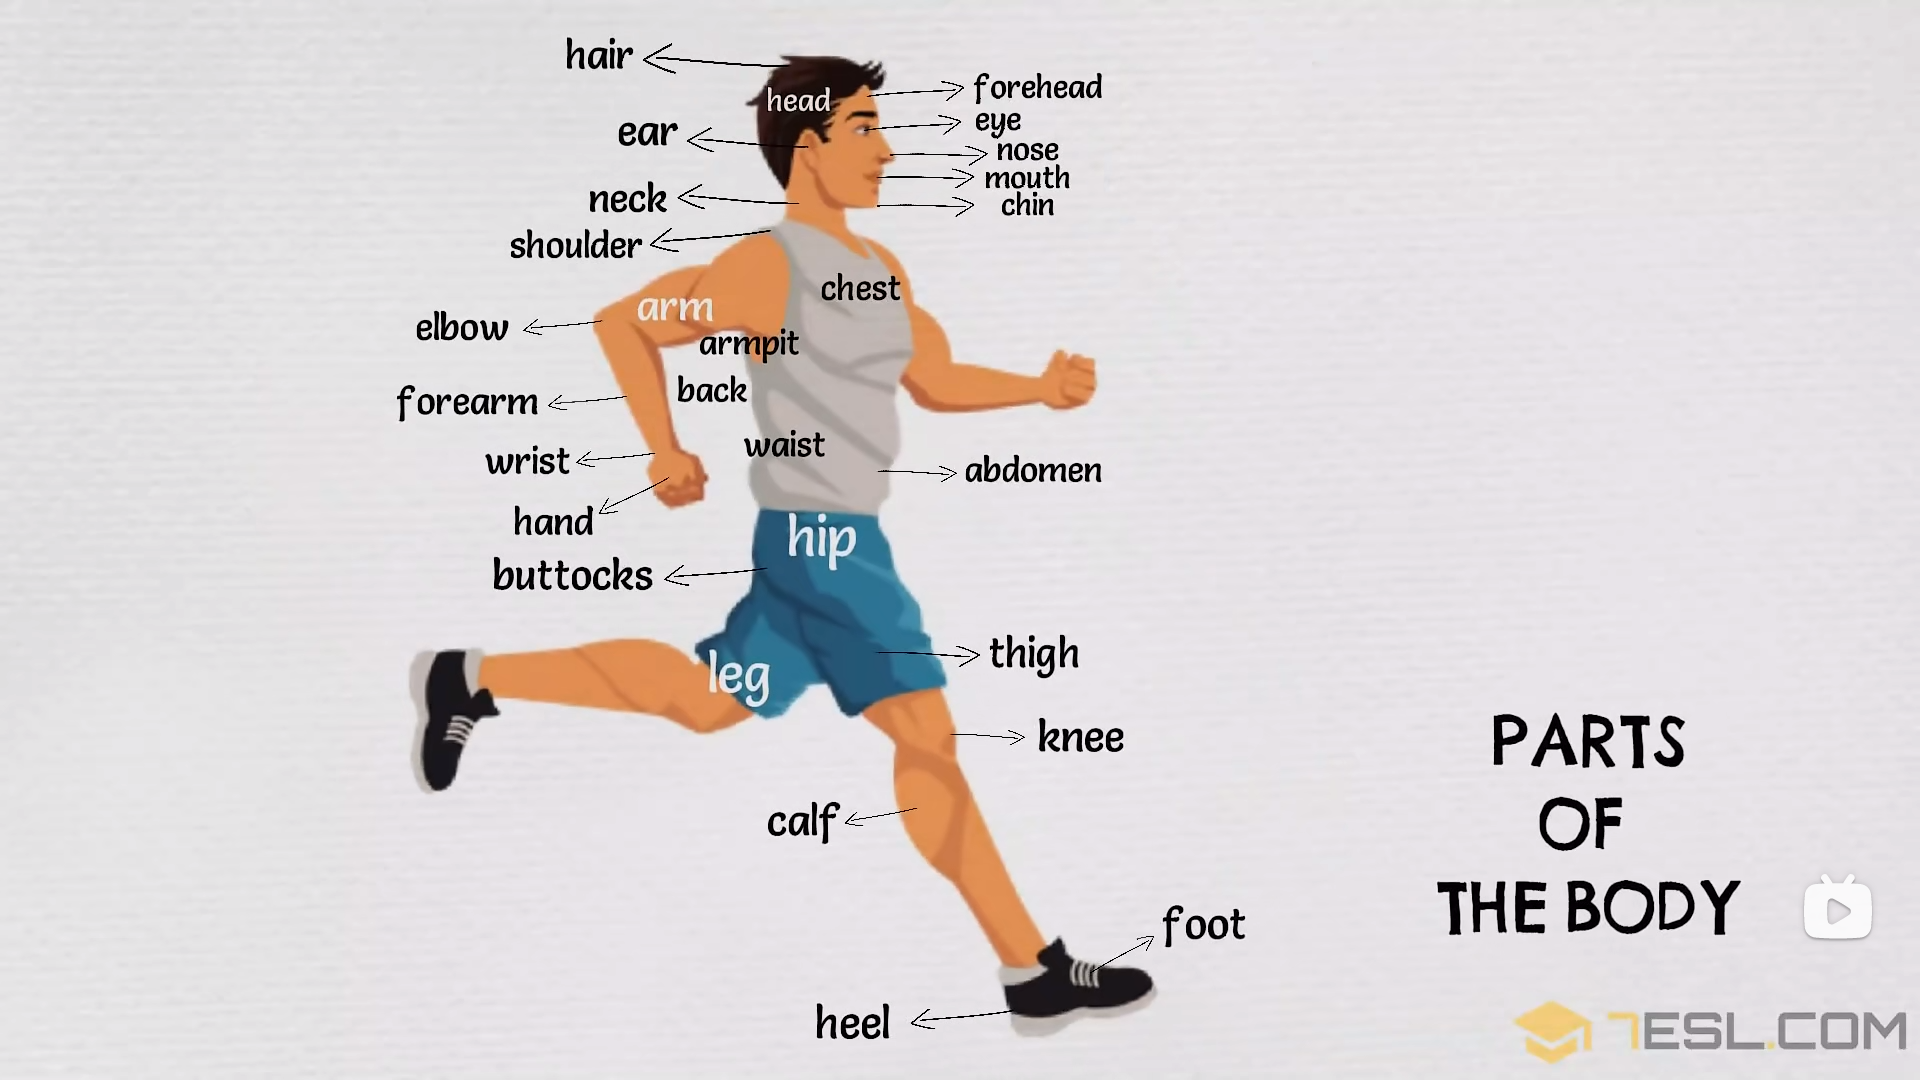 hair
head
forehead
eye
ear
nose
mouth
neck
chin
shoulder
chest
arm
elbow
armpit
back
forearm
waist
wrist
abdomen
hand
hip
buttocks
thigh
leg
knee
calf
foot
heel
PARTS
OF
THE BODY
7ESL.COM